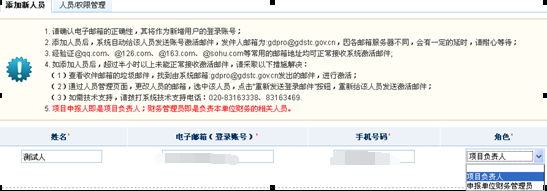 添加新人员 人员/权限管理
1. 请确认电子邮箱的正确性，其将作为新增用户的登录账号；
2. 添加人员后，系统自动给该人员发送账号激活邮件，发件人邮箱为:gdpro@gdstc.gov.cn，因各邮箱服务器不同，会有一定的延时，请耐心等待；
3. 经验证@qq.com、@126.com、@163.com、@sohu.com等常用的邮箱地址均可正常接收系统激活邮件；
4. 如添加人员后，超过半小时以上未能正常接收激活邮件，请采取以下措施解决：
（1）查看收件邮箱的垃圾邮件，找到由系统邮箱:gdpro@gdstc.gov.cn发出的邮件，进行激活；
（2）通过人员管理页面，更改人员的邮箱，选中该人员，点击“重新发送登录邮件”按钮，重新给该人员发送激活邮件；
（3）如需技术支持，请拨打系统技术支持电话：020-83163338、83163469.
5. 项目申报人即是项目负责人；财务管理员即是负责本单位财务的相关人员。
姓名* 电子邮箱（登录账号）* 手机号码* 角色*
测试人 项目负责人
项目负责人
申报单位财务管理员